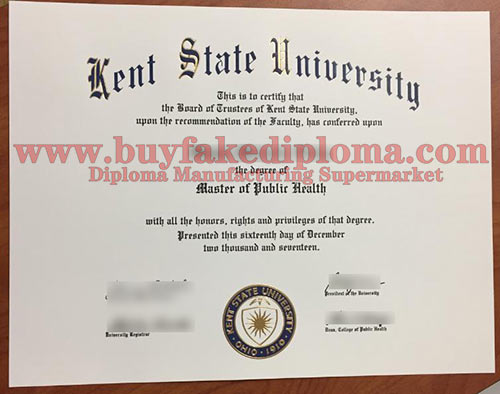 Kent State University
This is to certify that
the Board of Trustees of Kent State University,
upon the recommendation of the Faculty, has conferred upon
www.buyfakediploma.com
the degree of
Diploma Manufacturing Supermarket
Master of Public Health
with all the honors, rights and privileges of that degree.
Presented this sixteenth day of December
two thousand and seventeen.
President of the University
University Registrar
Dean, College of Public Health
KENT STATE UNIVERSITY
OHIO · 1910